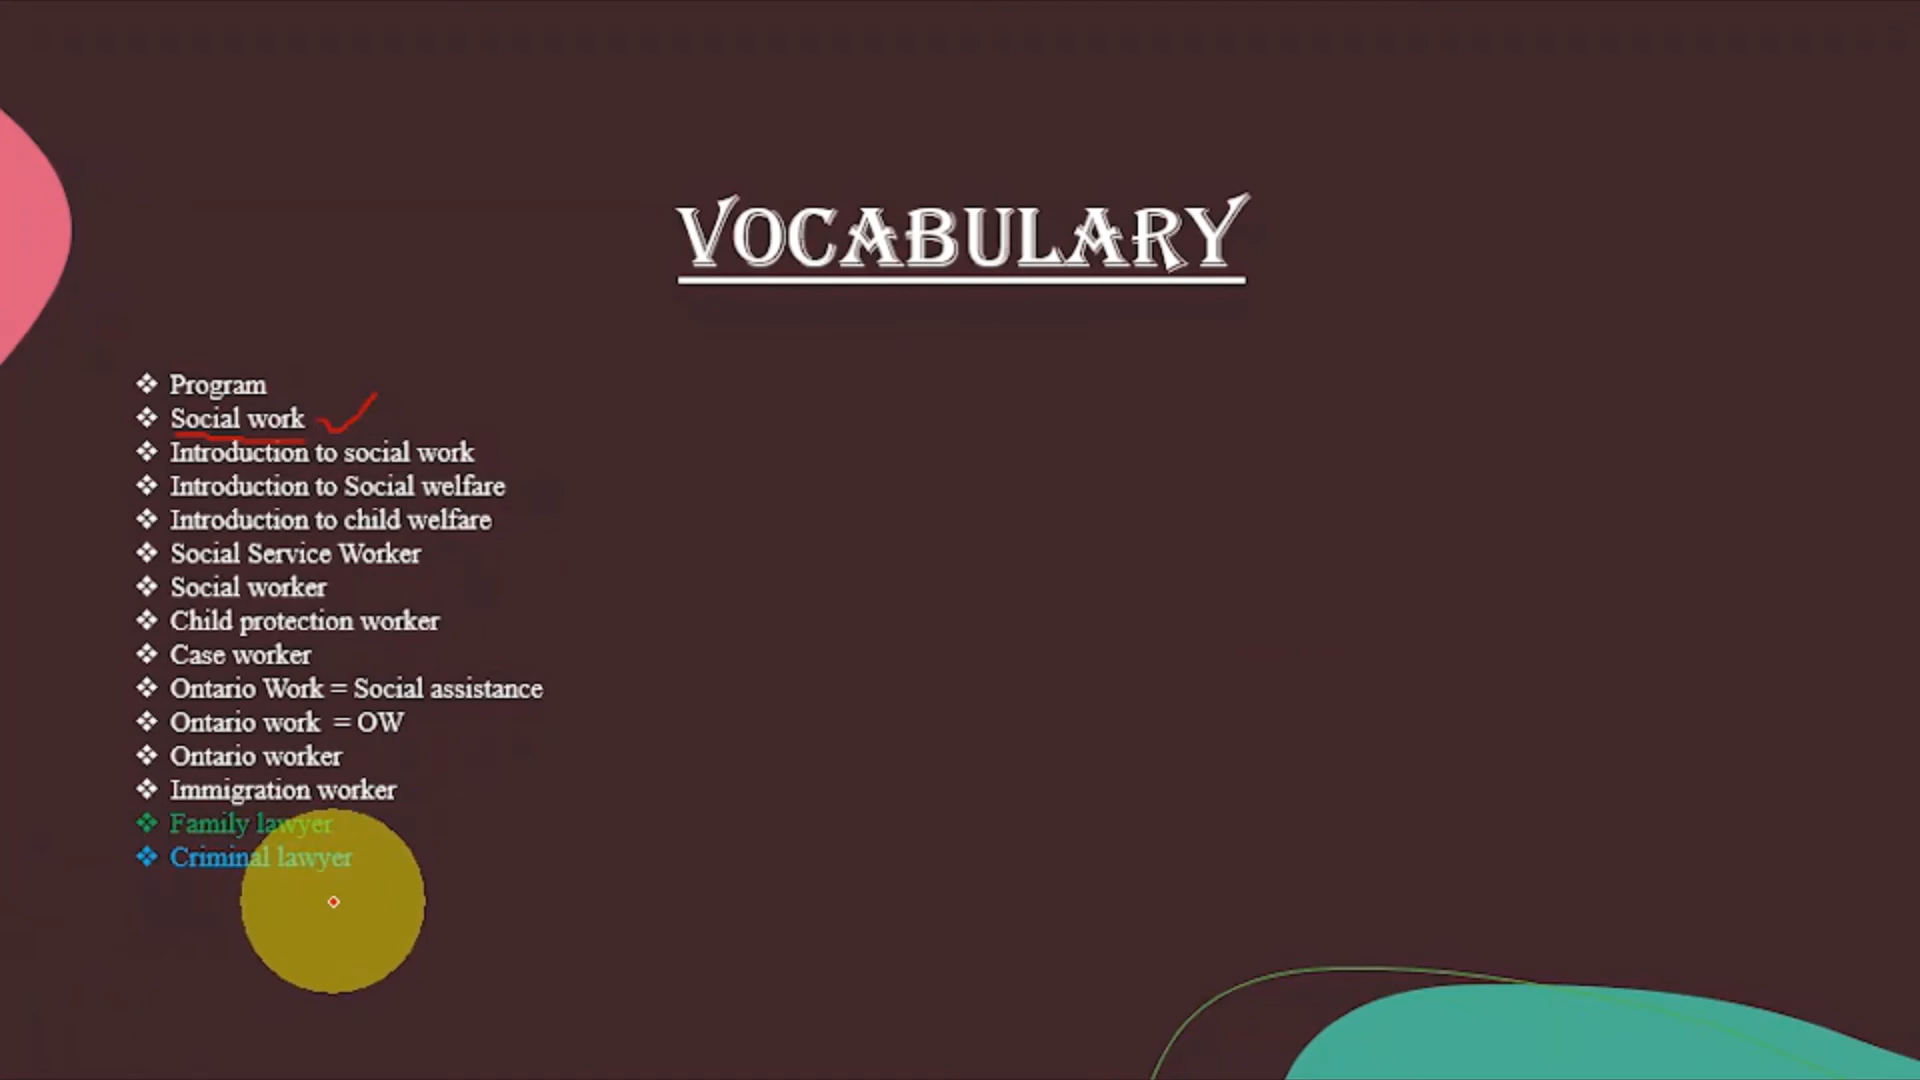 VOCABULARY
❖ Program
❖ Social work
❖ Introduction to social work
❖ Introduction to Social welfare
❖ Introduction to child welfare
❖ Social Service Worker
❖ Social worker
❖ Child protection worker
❖ Case worker
❖ Ontario Work = Social assistance
❖ Ontario work  = OW
❖ Ontario worker
❖ Immigration worker
❖ Family lawyer
❖ Criminal lawyer